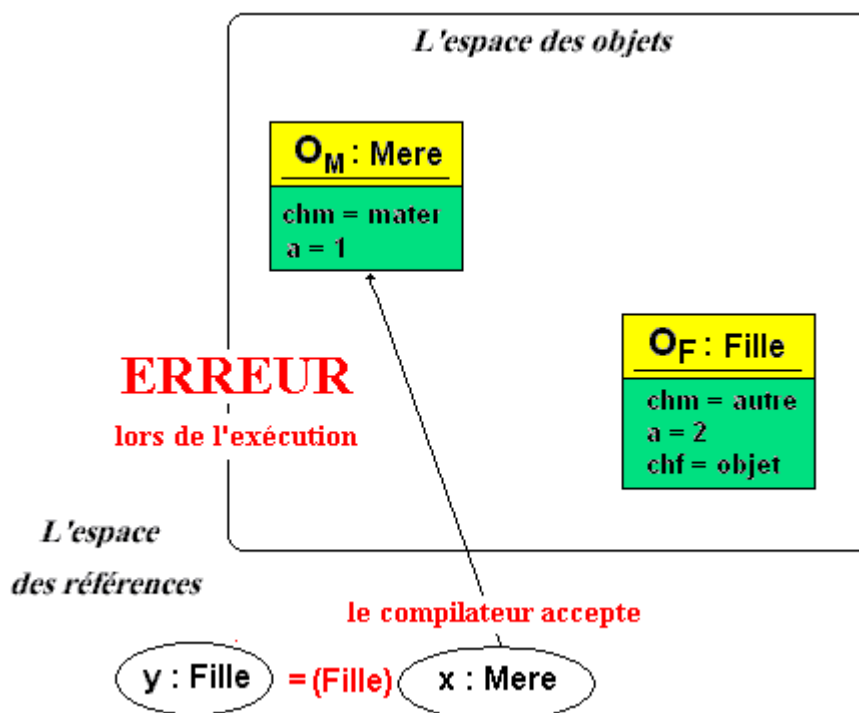 L'espace des objets
OM : Mere
chm = mater
a = 1
OF : Fille
chm = autre
a = 2
chf = objet
ERREUR
lors de l'exécution
L'espace
des références
le compilateur accepte
y : Fille = (Fille) x : Mere